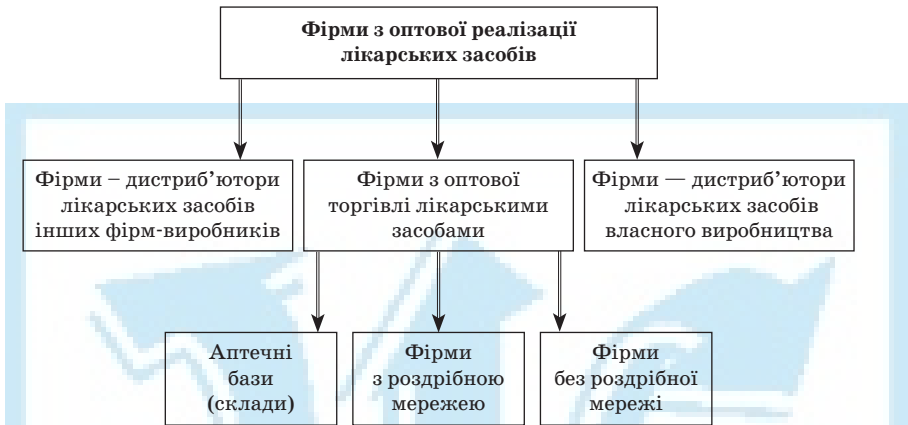 Фірми з оптової реалізації
лікарських засобів
Фірми – дистриб’ютори
лікарських засобів
інших фірм-виробників
Фірми з оптової
торгівлі лікарськими
засобами
Фірми — дистриб’ютори
лікарських засобів
власного виробництва
Аптечні
бази
(склади)
Фірми
з роздрібною
мережею
Фірми
без роздрібної
мережі